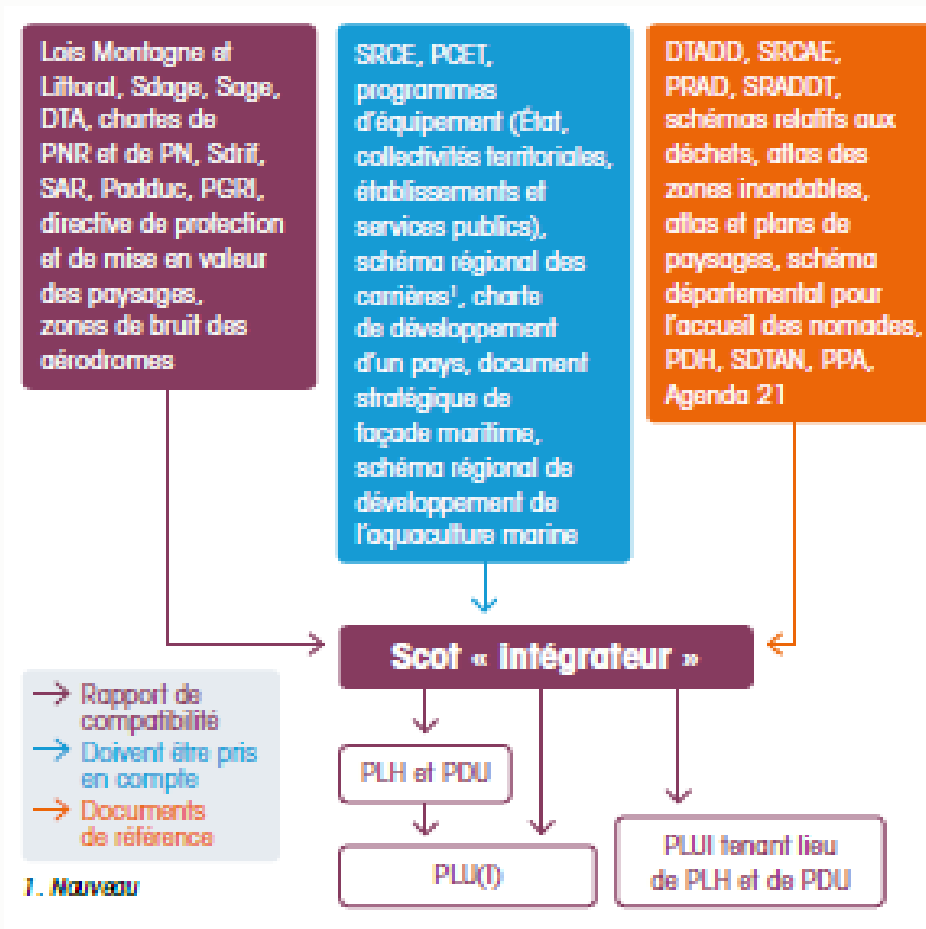 Lois Montagne et
Littoral, Sdage, Sage,
DTA, chartes de
PNR et de PN, Sdrif,
SAR, Padduc, PGRI,
directive de protection
et de mise en valeur
des paysages,
zones de bruit des
aérodromes
SRCE, PCET,
programmes
d'équipement (État,
collectivités territoriales,
établissements et
services publics),
schéma régional des
carrières¹, charte
de développement
d'un pays, document
stratégique de
façade maritime,
schéma régional de
développement de
l'aquaculture marine
DTADD, SRCAE,
PRAD, SRADDT,
schémas relatifs aux
déchets, atlas des
zones inondables,
atlas et plans de
paysages, schéma
départemental pour
l'accueil des nomades,
PDH, SDTAN, PPA,
Agenda 21
Scot « intégrateur »
Rapport de
compatibilité
Doivent être pris
en compte
Documents
de référence
1. Nouveau
PLH et PDU
PLU(I)
PLUI tenant lieu
de PLH et de PDU